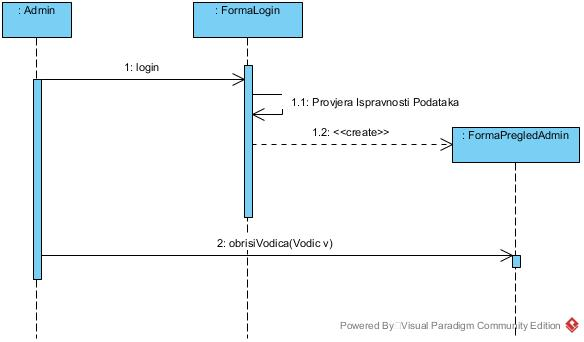 : Admin
: FormaLogin
1: login
1.1: Provjera Ispravnosti Podataka
1.2: <<create>>
: FormaPregledAdmin
2: obrisiVodica(Vodic v)
Powered By Visual Paradigm Community Edition